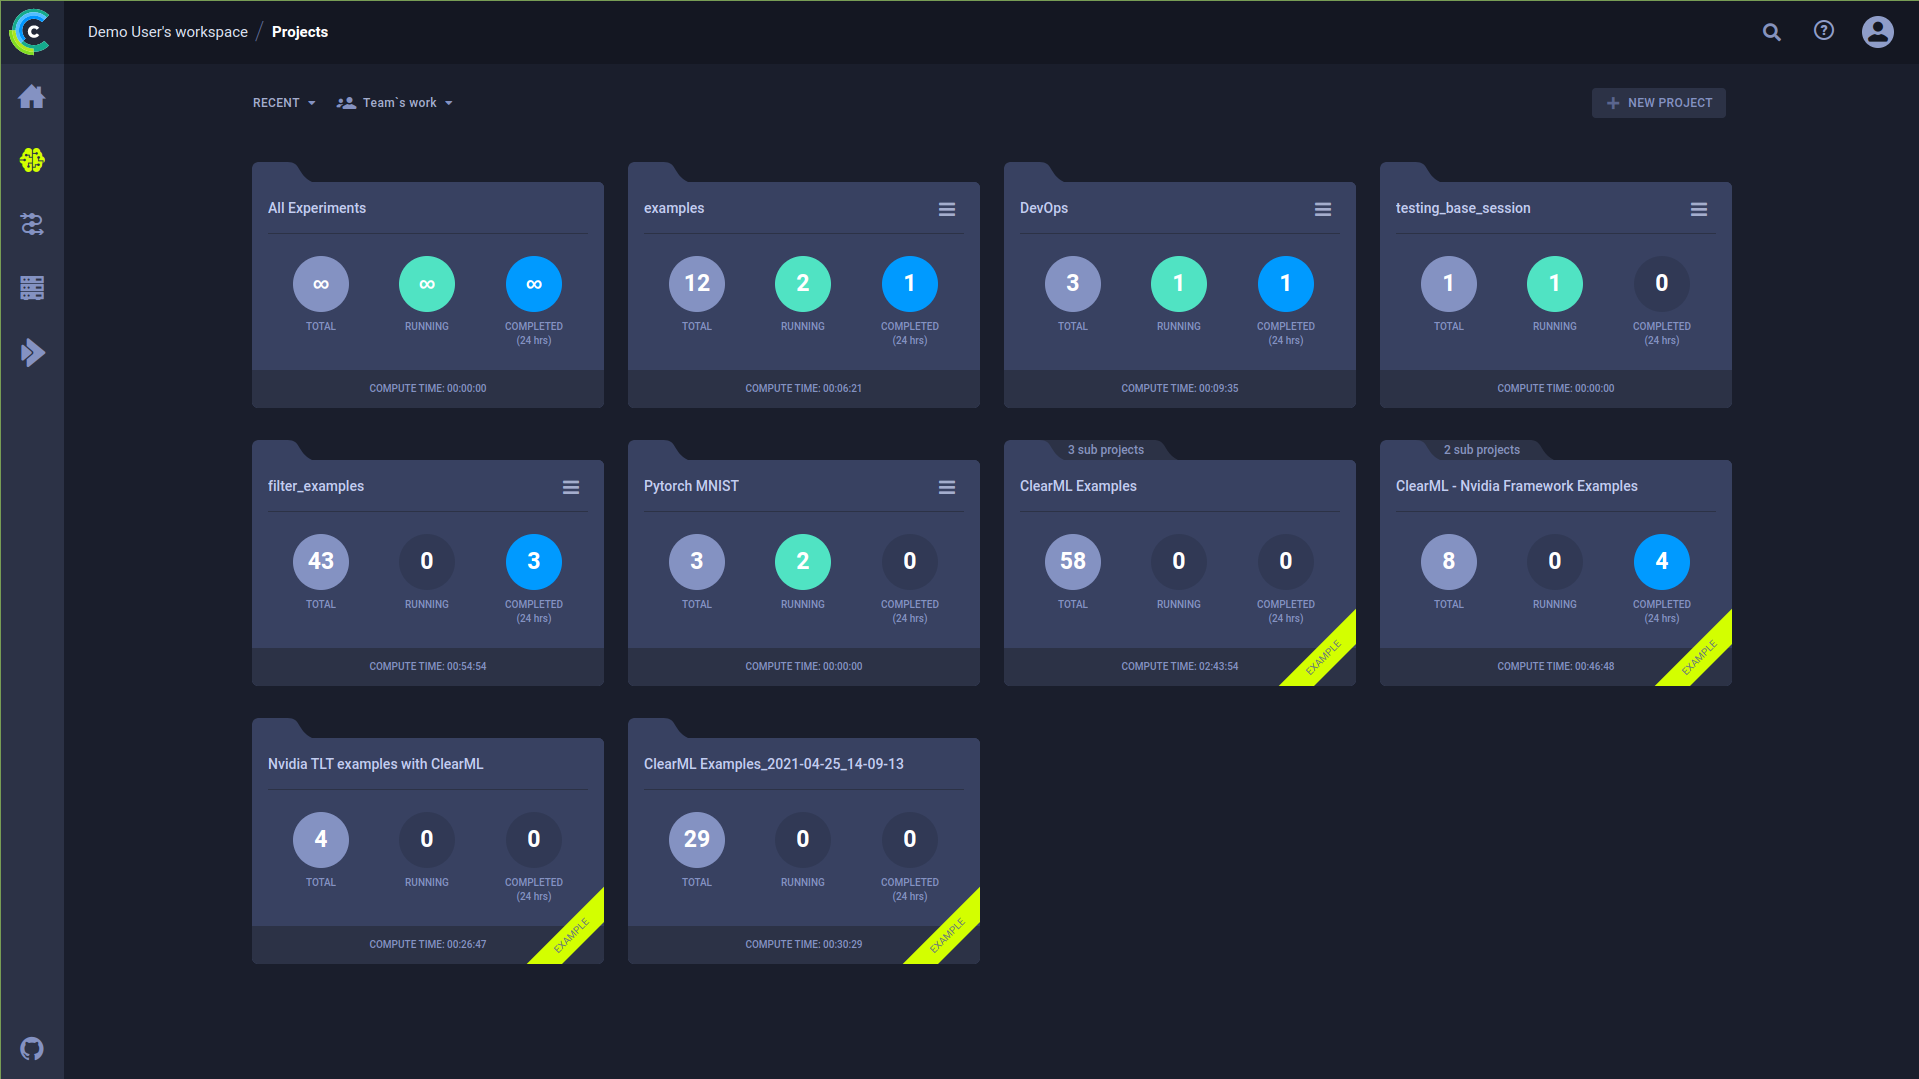 Demo User's workspace / Projects
RECENT
Team`s work
NEW PROJECT
All Experiments
∞ ∞ ∞
TOTAL RUNNING COMPLETED
(24 hrs)
COMPUTE TIME: 00:00:00
examples
12 2 1
TOTAL RUNNING COMPLETED
(24 hrs)
COMPUTE TIME: 00:06:21
DevOps
3 1 1
TOTAL RUNNING COMPLETED
(24 hrs)
COMPUTE TIME: 00:09:35
testing_base_session
1 1 0
TOTAL RUNNING COMPLETED
(24 hrs)
COMPUTE TIME: 00:00:00
filter_examples
43 0 3
TOTAL RUNNING COMPLETED
(24 hrs)
COMPUTE TIME: 00:54:54
Pytorch MNIST
3 2 0
TOTAL RUNNING COMPLETED
(24 hrs)
COMPUTE TIME: 00:00:00
3 sub projects
ClearML Examples
58 0 0
TOTAL RUNNING COMPLETED
(24 hrs)
COMPUTE TIME: 02:43:54
EXAMPLE
2 sub projects
ClearML - Nvidia Framework Examples
8 0 4
TOTAL RUNNING COMPLETED
(24 hrs)
COMPUTE TIME: 00:46:48
EXAMPLE
Nvidia TLT examples with ClearML
4 0 0
TOTAL RUNNING COMPLETED
(24 hrs)
COMPUTE TIME: 00:26:47
EXAMPLE
ClearML Examples_2021-04-25_14-09-13
29 0 0
TOTAL RUNNING COMPLETED
(24 hrs)
COMPUTE TIME: 00:30:29
EXAMPLE